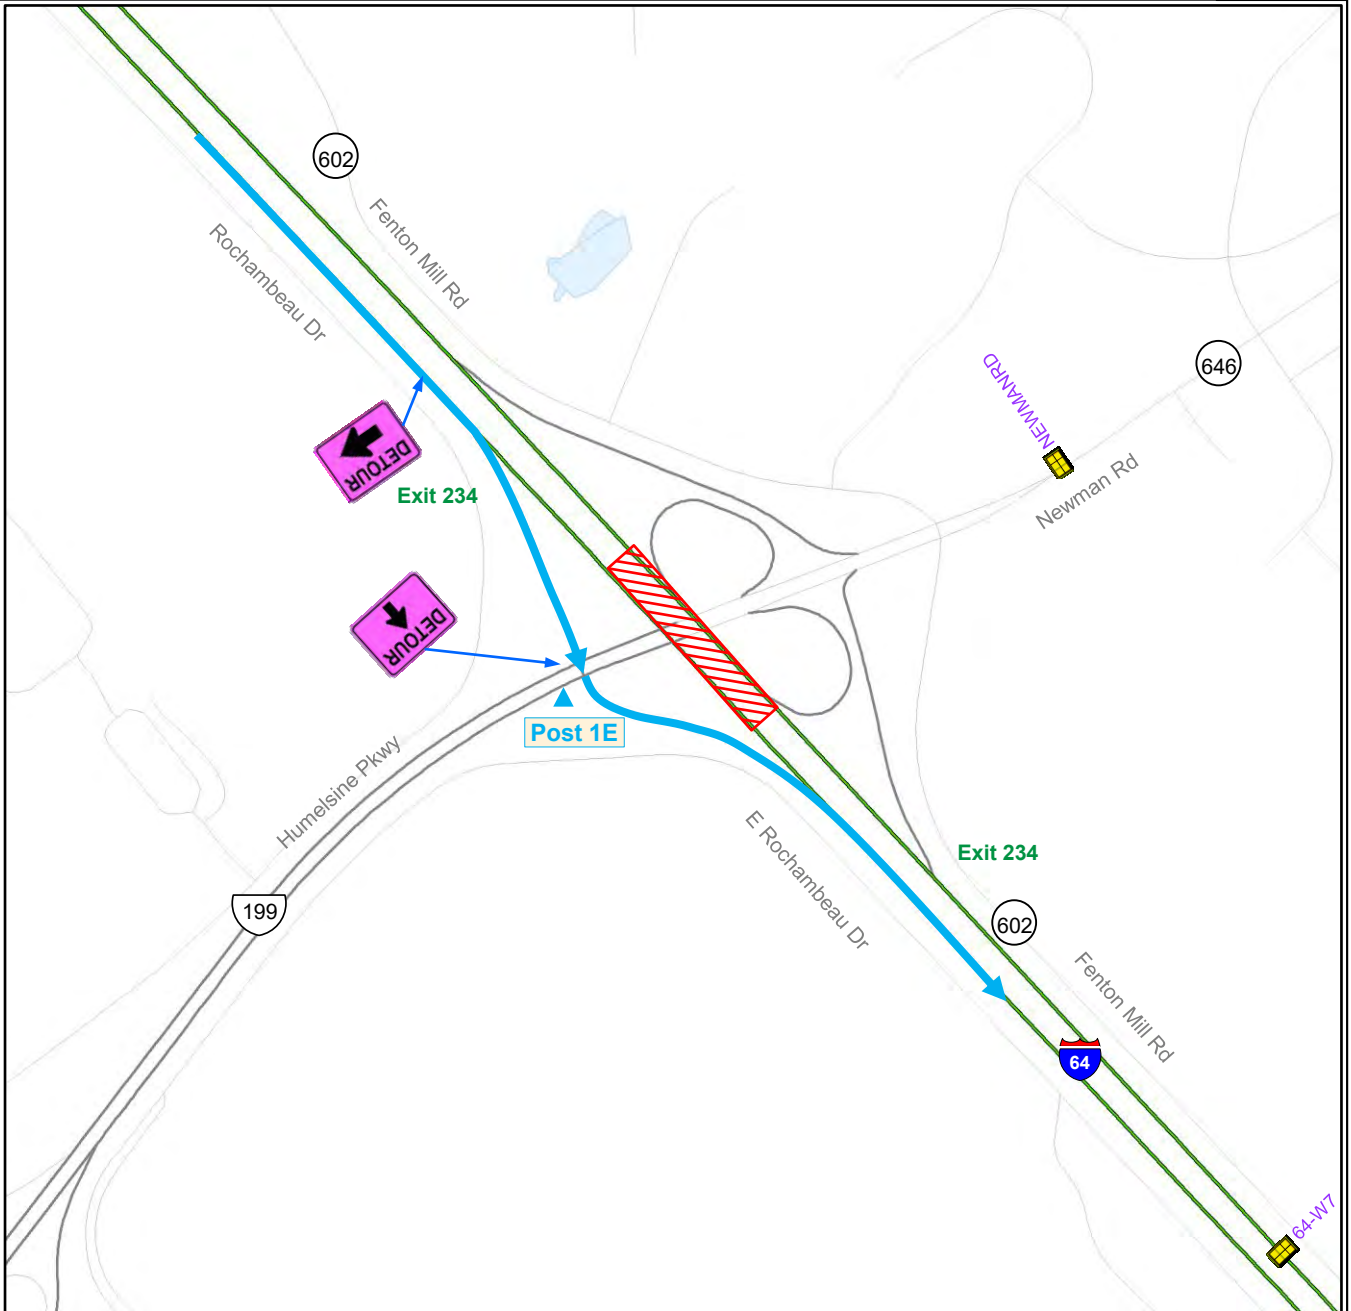 602
Fenton Mill Rd
Rochambeau Dr
646
NEWMANRD
DETOUR
Exit 234
Newman Rd
DETOUR
Post 1E
Humelsine Pkwy
E Rochambeau Dr
Exit 234
199
602
Fenton Mill Rd
64
64-W7